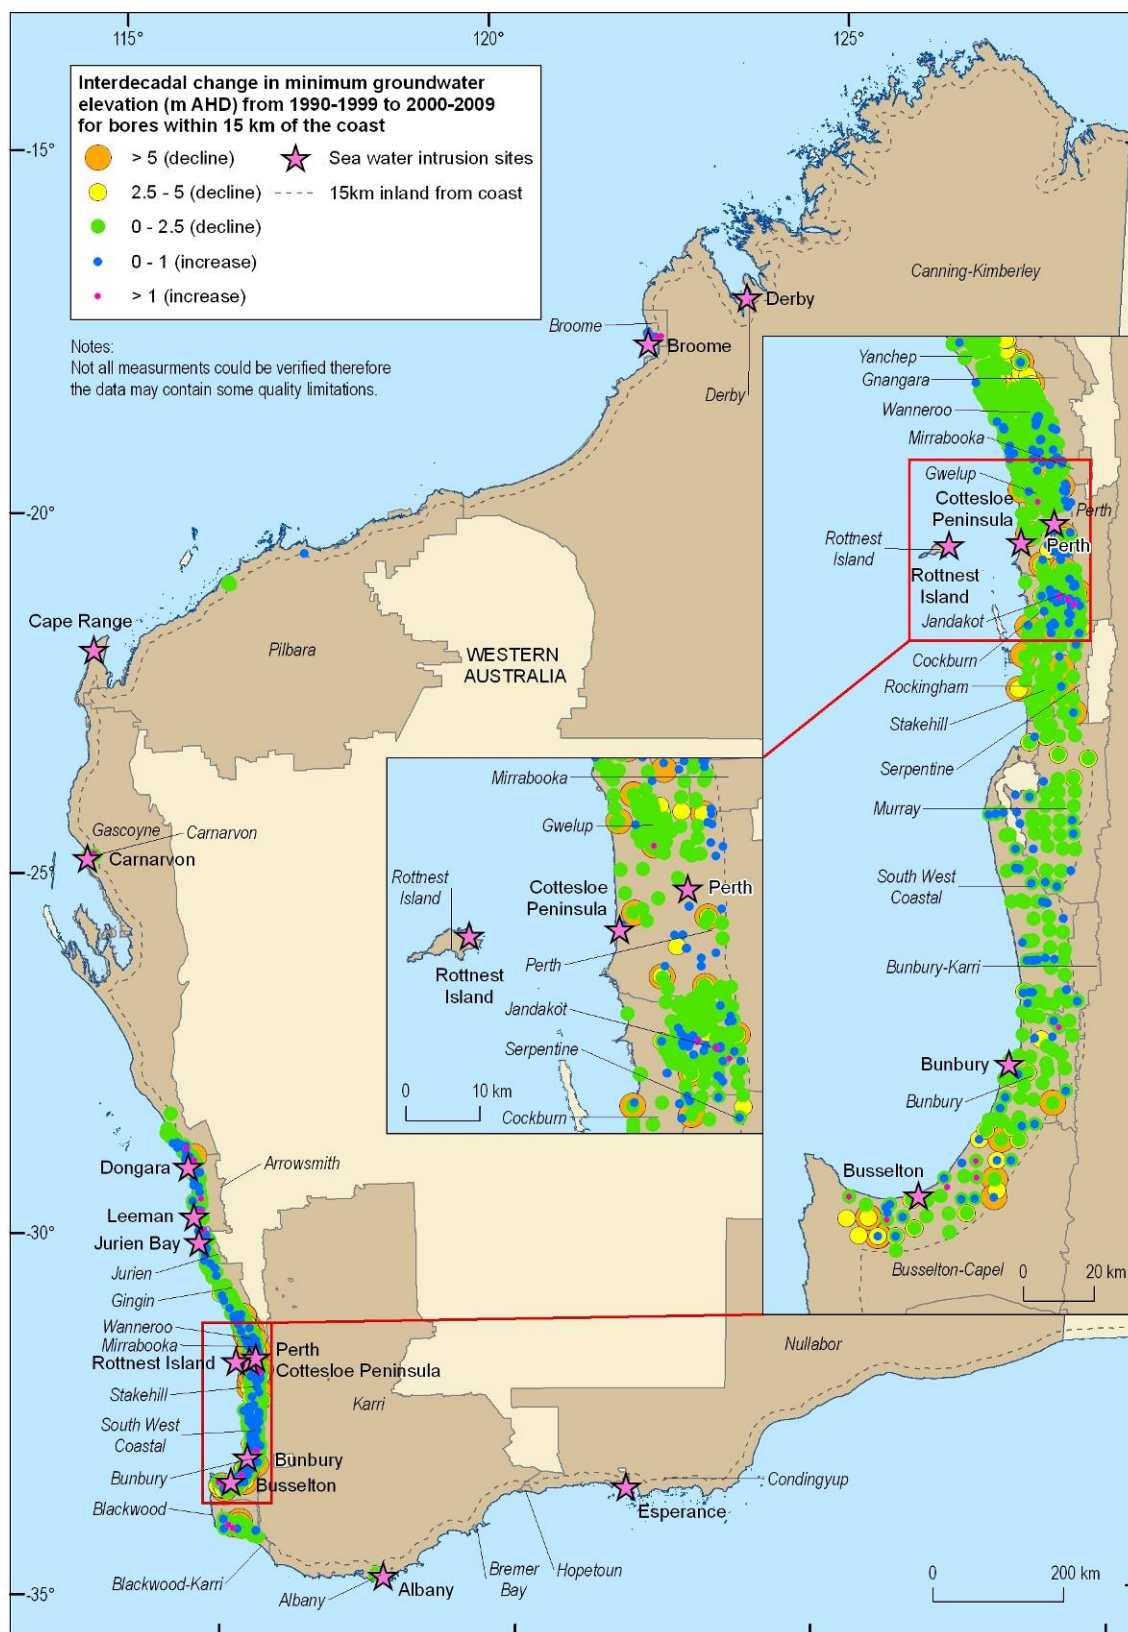 115°
120°
125°
-15°
-20°
-25°
-30°
-35°
Interdecadal change in minimum groundwater
elevation (m AHD) from 1990-1999 to 2000-2009
for bores within 15 km of the coast
> 5 (decline)
Sea water intrusion sites
2.5 - 5 (decline)
15km inland from coast
0 - 2.5 (decline)
0 - 1 (increase)
> 1 (increase)
Notes:
Not all measurments could be verified therefore
the data may contain some quality limitations.
Canning-Kimberley
Derby
Broome
Broome
Derby
Cape Range
Pilbara
WESTERN
AUSTRALIA
Gascoyne
Carnarvon
Carnarvon
Dongara
Arrowsmith
Leeman
Jurien Bay
Jurien
Gingin
Wanneroo
Mirrabooka
Perth
Rottnest Island
Cottesloe Peninsula
Stakehill
Karri
South West
Coastal
Bunbury
Bunbury
Busselton
Blackwood
Blackwood-Karri
Albany
Albany
Bremer
Bay
Hopetoun
Esperance
Condingyup
Nullabor
0
200 km
Mirrabooka
Gwelup
Rottnest
Island
Cottesloe
Peninsula
Perth
Rottnest
Island
Perth
Jandakot
Serpentine
0
10 km
Cockburn
Yanchep
Gnangara
Wanneroo
Mirrabooka
Gwelup
Cottesloe
Peninsula
Perth
Rottnest
Island
Perth
Rottnest
Island
Jandakot
Cockburn
Rockingham
Stakehill
Serpentine
Murray
South West
Coastal
Bunbury-Karri
Bunbury
Bunbury
Busselton
Busselton-Capel
0
20 km